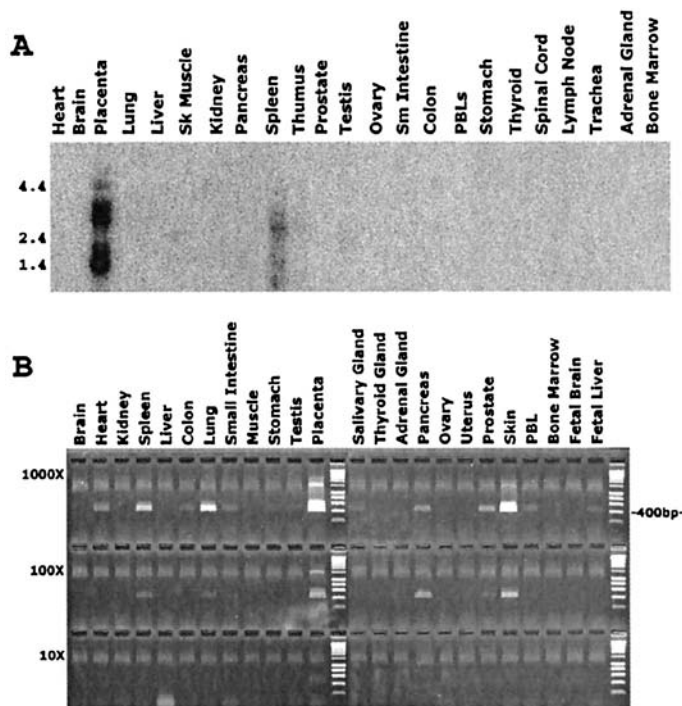 A
Heart
Brain
Placenta
Lung
Liver
Sk Muscle
Kidney
Pancreas
Spleen
Thumus
Prostate
Testis
Ovary
Sm Intestine
Colon
PBLs
Stomach
Thyroid
Spinal Cord
Lymph Node
Trachea
Adrenal Gland
Bone Marrow
4.4
2.4
1.4
B
Brain
Heart
Kidney
Spleen
Liver
Colon
Lung
Small Intestine
Muscle
Stomach
Testis
Placenta
Salivary Gland
Thyroid Gland
Adrenal Gland
Pancreas
Ovary
Uterus
Prostate
Skin
PBL
Bone Marrow
Fetal Brain
Fetal Liver
1000X
-400bp-
100X
10X